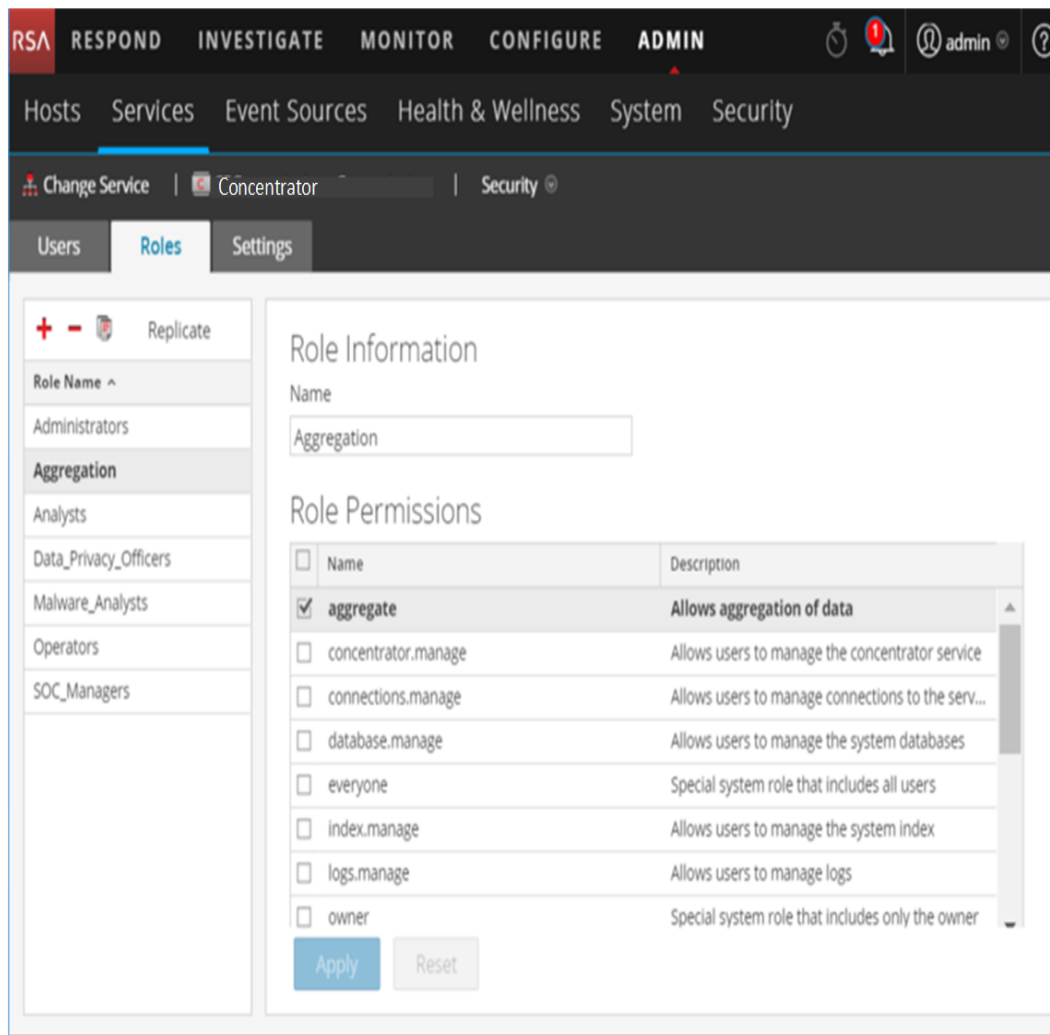 RSA RESPOND INVESTIGATE MONITOR CONFIGURE ADMIN 1 admin ?
Hosts Services Event Sources Health & Wellness System Security
Change Service | C Concentrator | Security
Users Roles Settings
Replicate
Role Name
Administrators
Aggregation
Analysts
Data_Privacy_Officers
Malware_Analysts
Operators
SOC_Managers
Role Information
Name
Aggregation
Role Permissions
Name Description
aggregate Allows aggregation of data
concentrator.manage Allows users to manage the concentrator service
connections.manage Allows users to manage connections to the serv...
database.manage Allows users to manage the system databases
everyone Special system role that includes all users
index.manage Allows users to manage the system index
logs.manage Allows users to manage logs
owner Special system role that includes only the owner
Apply Reset